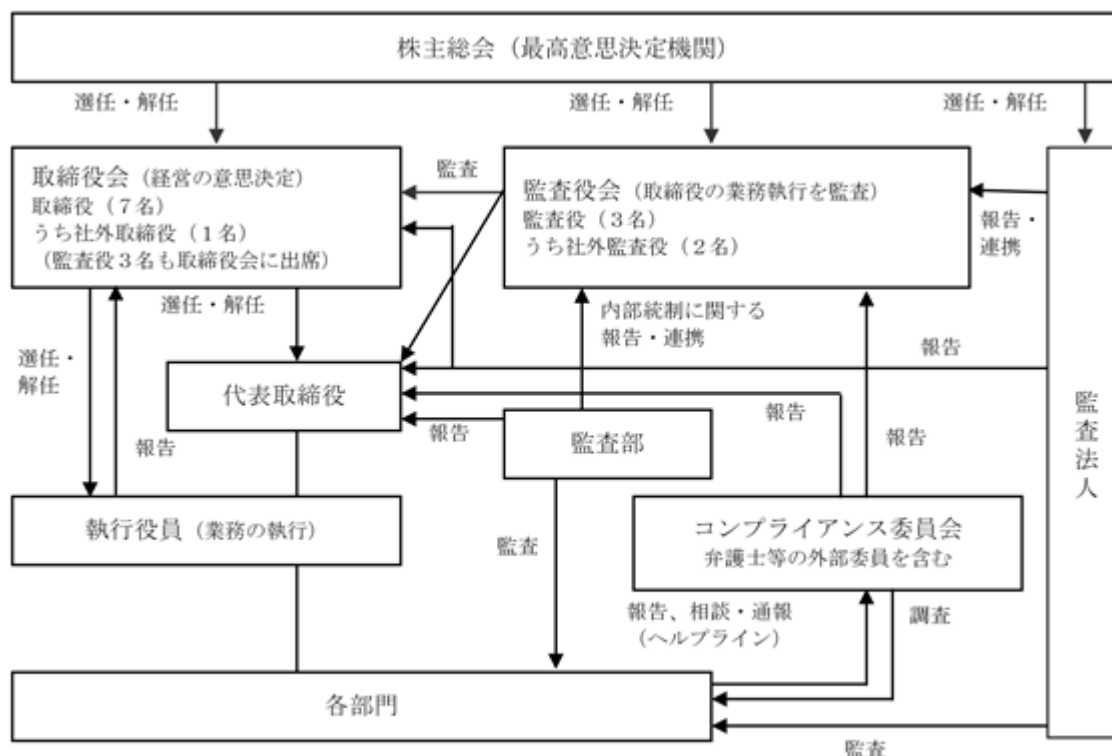 株主総会（最高意思決定機関）
選任・解任
選任・解任
選任・解任
取締役会（経営の意思決定）
取締役（７名）
うち社外取締役（１名）
（監査役３名も取締役会に出席）
監査
監査役会（取締役の業務執行を監査）
監査役（３名）
うち社外監査役（２名）
報告・
連携
選任・解任
内部統制に関する
報告・連携
選任・
解任
報告
代表取締役
報告
報告
監査部
報告
報告
監査法人
執行役員（業務の執行）
監査
コンプライアンス委員会
弁護士等の外部委員を含む
報告、相談・通報
（ヘルプライン）
調査
各部門
監査